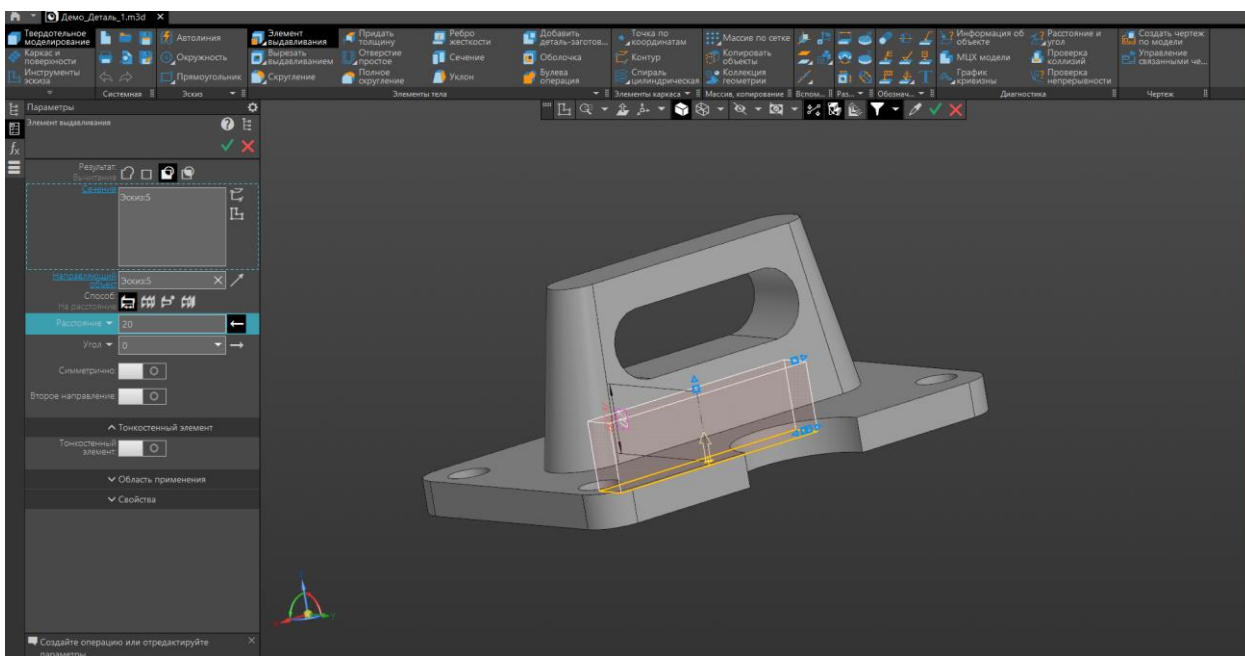 Демо_Деталь_1.m3d
Твердотельное моделирование
Каркас и поверхности
Инструменты эскиза
Системная
Автолиния
Окружность
Прямоугольник
Эскиз
Элемент выдавливания
Вырезать выдавливанием
Скругление
Придать толщину
Отверстие простое
Полное скругление
Ребро жесткости
Сечение
Уклон
Добавить деталь-заготов...
Оболочка
Булева операция
Элементы тела
Точка по координатам
Контур
Спираль цилиндрическая
Элементы каркаса
Массив по сетке
Копировать объекты
Коллекция геометрии
Массив, копирование
Вспом...
Раз...
Обознач...
Информация об объекте
МЦХ модели
График кривизны
Расстояние и угол
Проверка коллизий
Проверка непрерывности
Диагностика
Создать чертеж по модели
Управление связанными че...
Чертеж
Параметры
Элемент выдавливания
Результат:
Вычитание
Сечение
Эскиз:5
Направляющий объект
Эскиз:5
Способ:
На расстояние
Расстояние
20
Угол
0
Симметрично:
Второе направление:
Тонкостенный элемент
Тонкостенный элемент:
Область применения
Свойства
Создайте операцию или отредактируйте
параметры